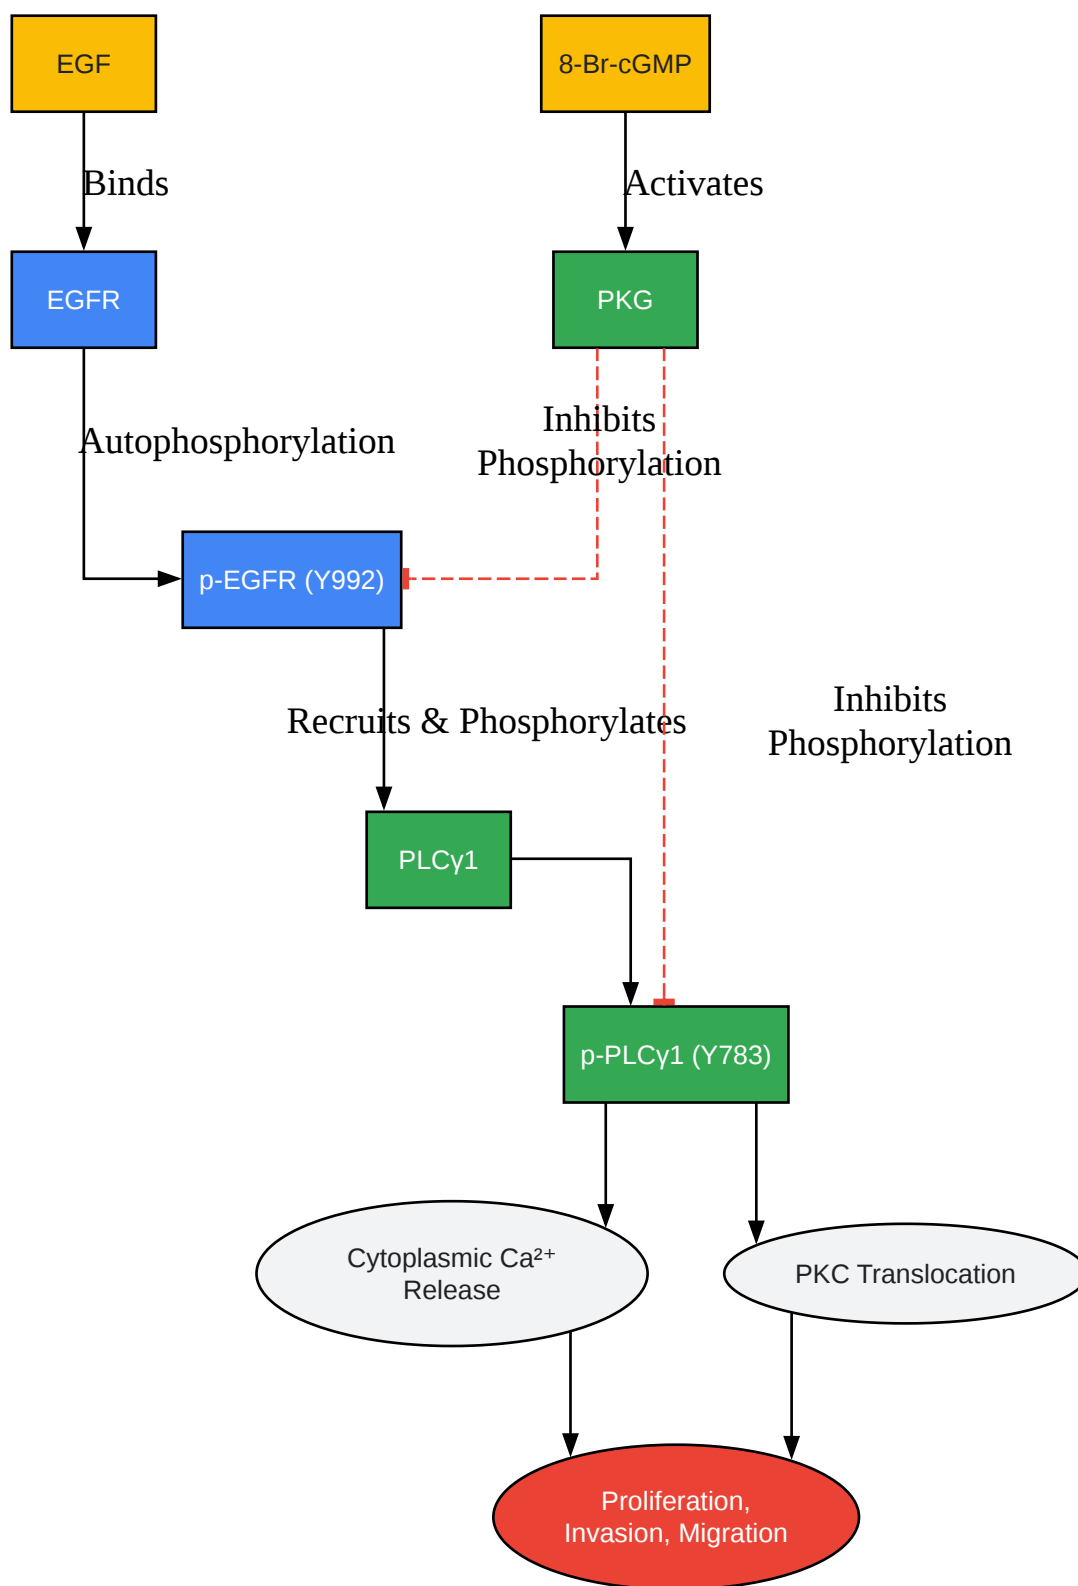 EGF
8-Br-cGMP
Binds
Activates
EGFR
PKG
Autophosphorylation
Inhibits
Phosphorylation
p-EGFR (Y992)
Recruits & Phosphorylates
Inhibits
Phosphorylation
PLCγ1
p-PLCγ1 (Y783)
Cytoplasmic Ca²⁺
Release
PKC Translocation
Proliferation,
Invasion, Migration